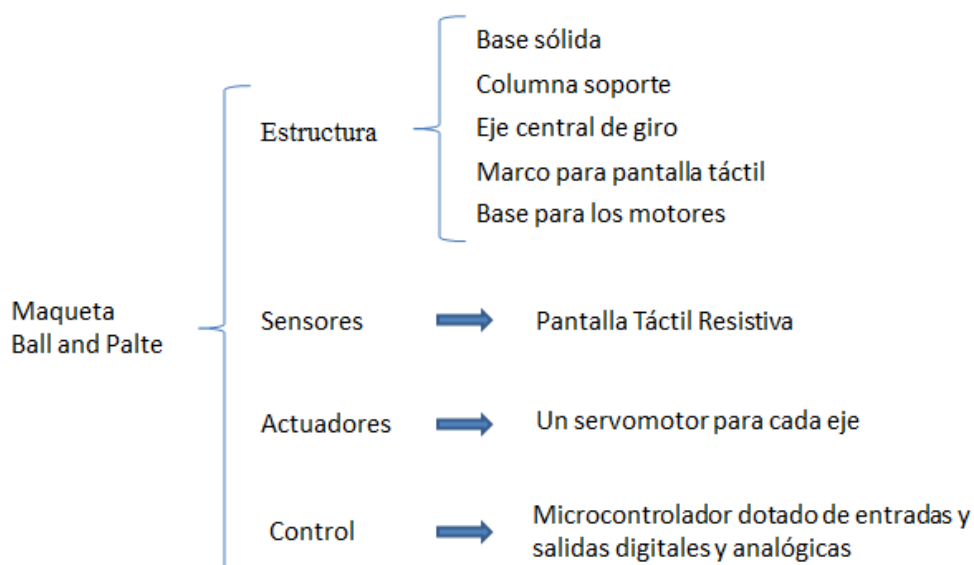 Maqueta
Ball and Palte
Estructura
Base sólida
Columna soporte
Eje central de giro
Marco para pantalla táctil
Base para los motores
Sensores
Pantalla Táctil Resistiva
Actuadores
Un servomotor para cada eje
Control
Microcontrolador dotado de entradas y
salidas digitales y analógicas